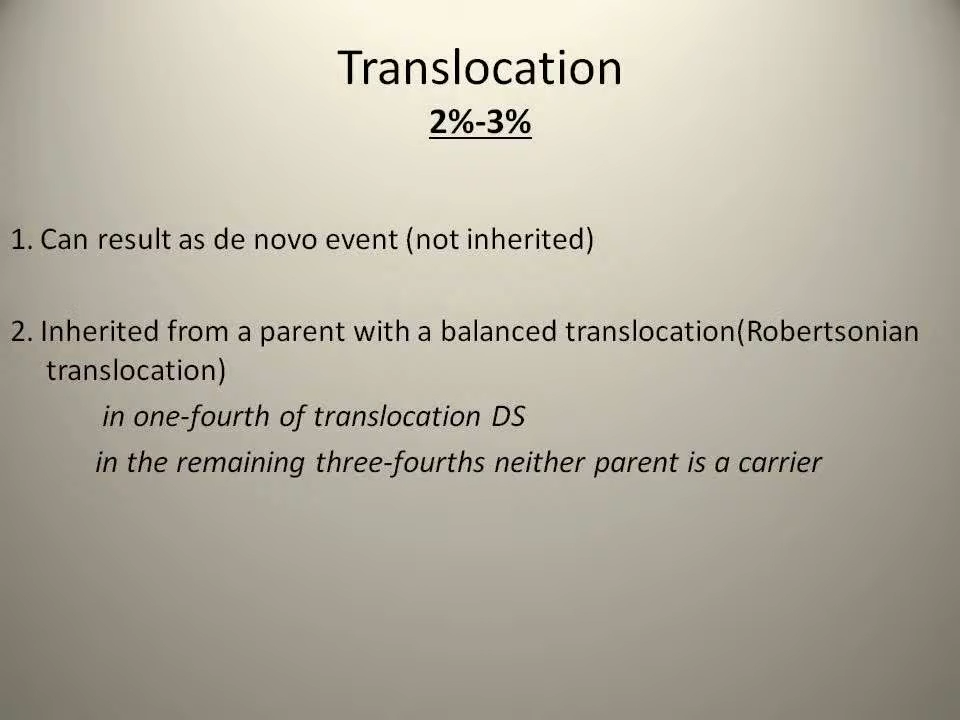 Translocation
2%-3%
1. Can result as de novo event (not inherited)
2. Inherited from a parent with a balanced translocation(Robertsonian
translocation)
in one-fourth of translocation DS
in the remaining three-fourths neither parent is a carrier